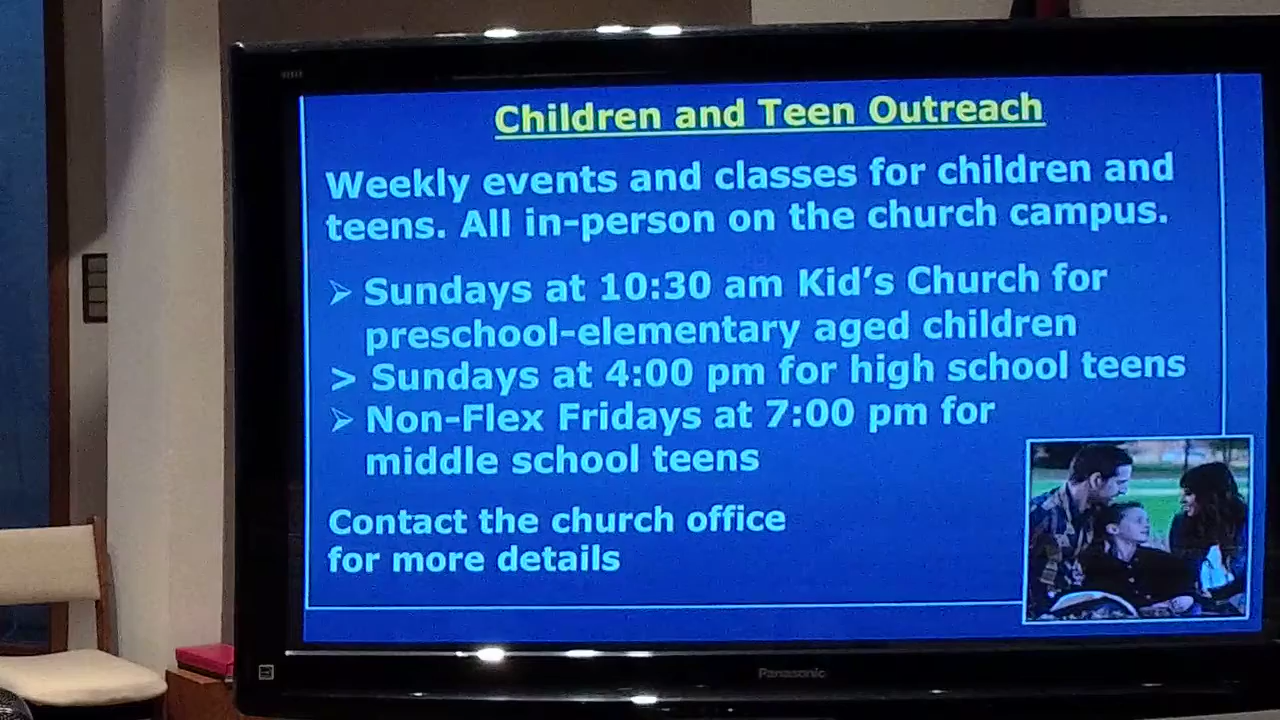 Children and Teen Outreach
Weekly events and classes for children and
teens. All in-person on the church campus.
➢ Sundays at 10:30 am Kid’s Church for
preschool-elementary aged children
> Sundays at 4:00 pm for high school teens
➢ Non-Flex Fridays at 7:00 pm for
middle school teens
Contact the church office
for more details
Panasonic